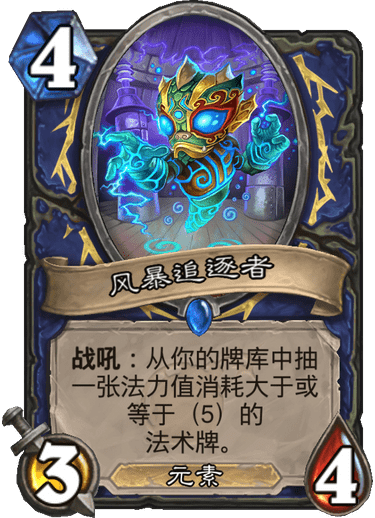 4
风暴追逐者
战吼：从你的牌库中抽
一张法力值消耗大于或
等于（5）的
法术牌。
3
元素
4